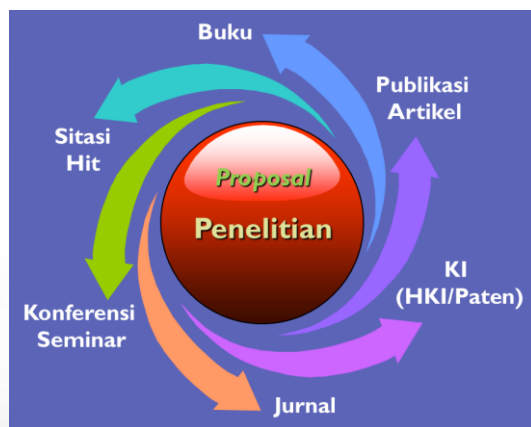 Buku
Publikasi
Artikel
Sitasi
Hit
Proposal
Penelitian
KI
(HKI/Paten)
Konferensi
Seminar
Jurnal